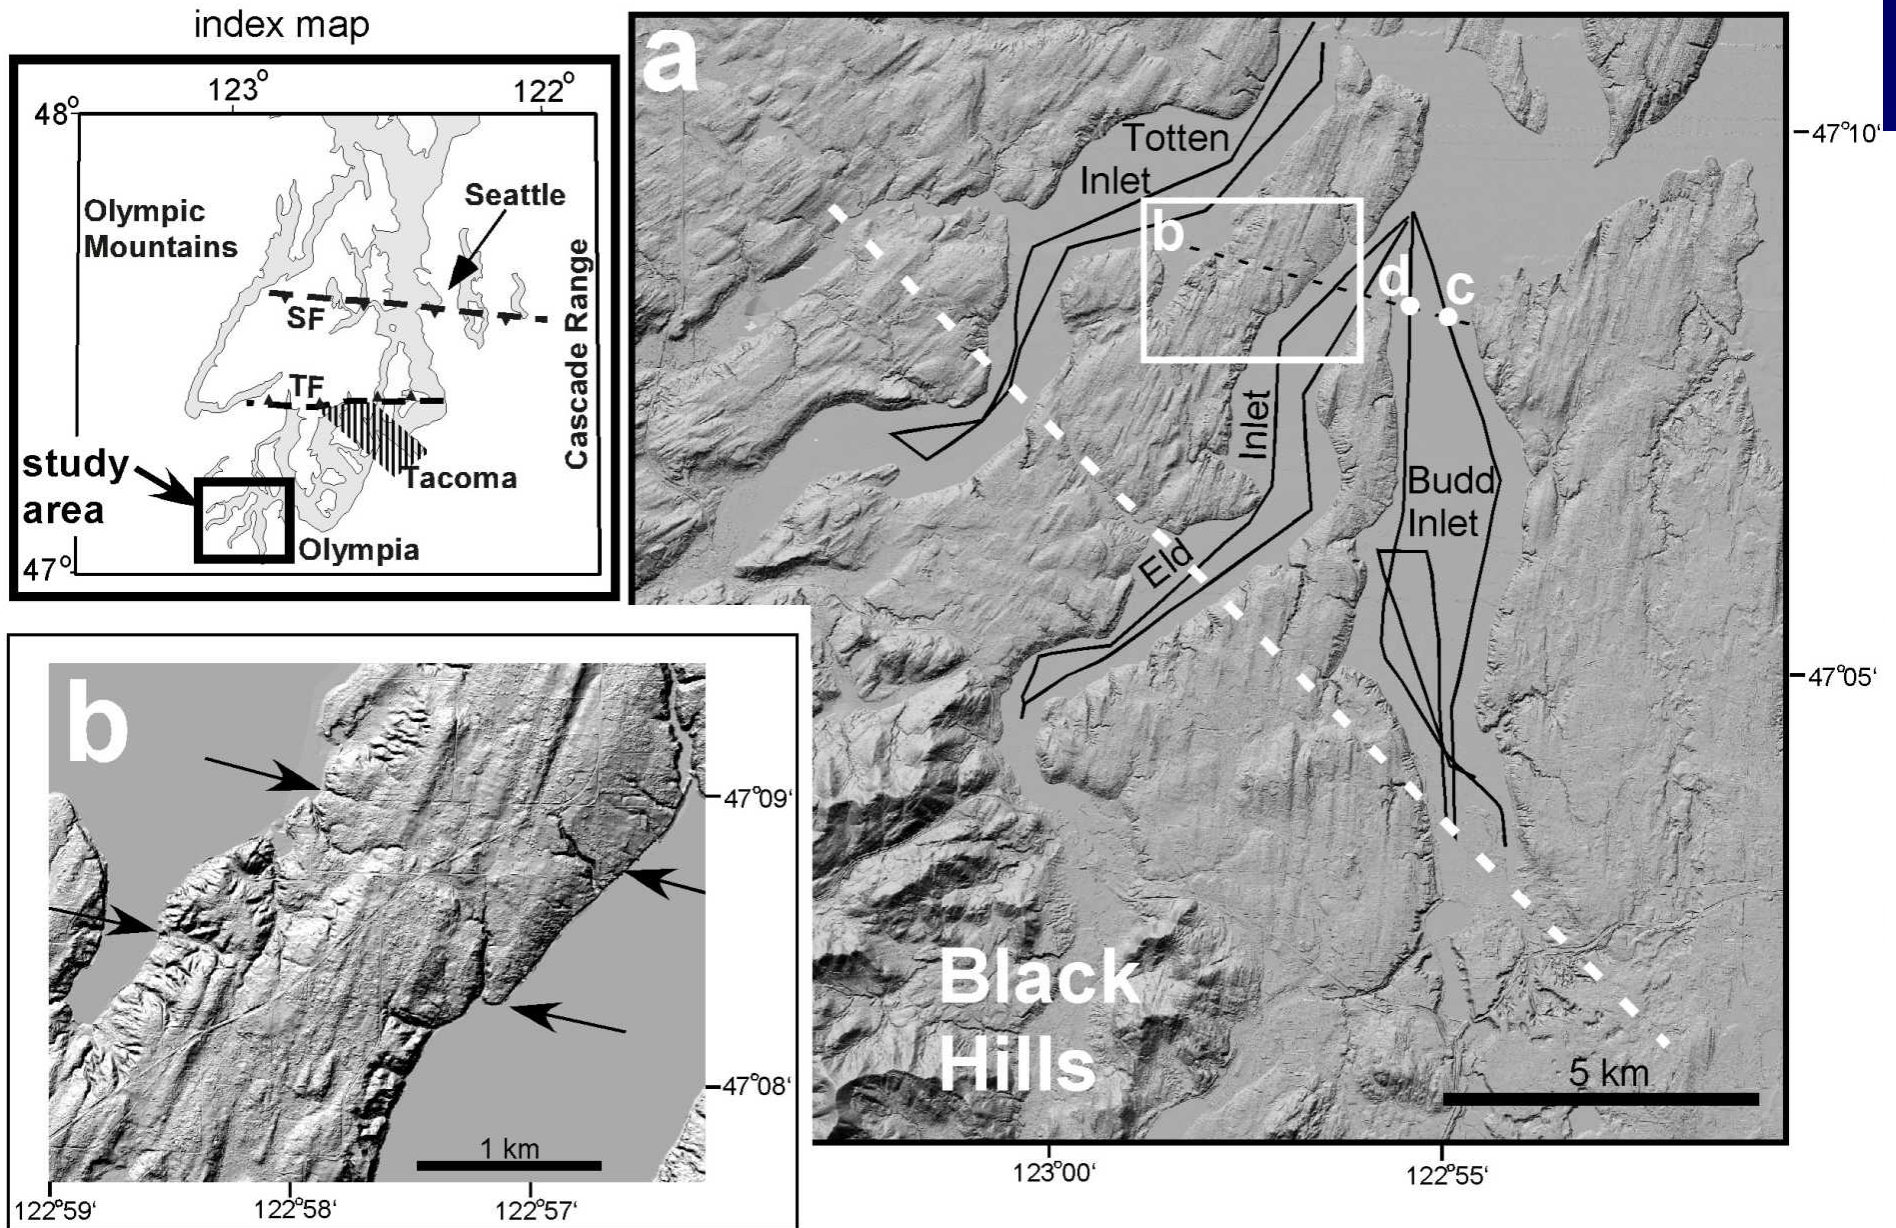 index map
123°
122°
48°
Olympic
Mountains
Seattle
SF
TF
Cascade Range
study
area
Tacoma
Olympia
47°
a
Totten
Inlet
b
d
c
Inlet
Eld
Budd
Inlet
Black
Hills
5 km
47°10‘
47°05‘
123°00‘
122°55‘
b
47°09‘
47°08‘
1 km
122°59‘
122°58‘
122°57‘